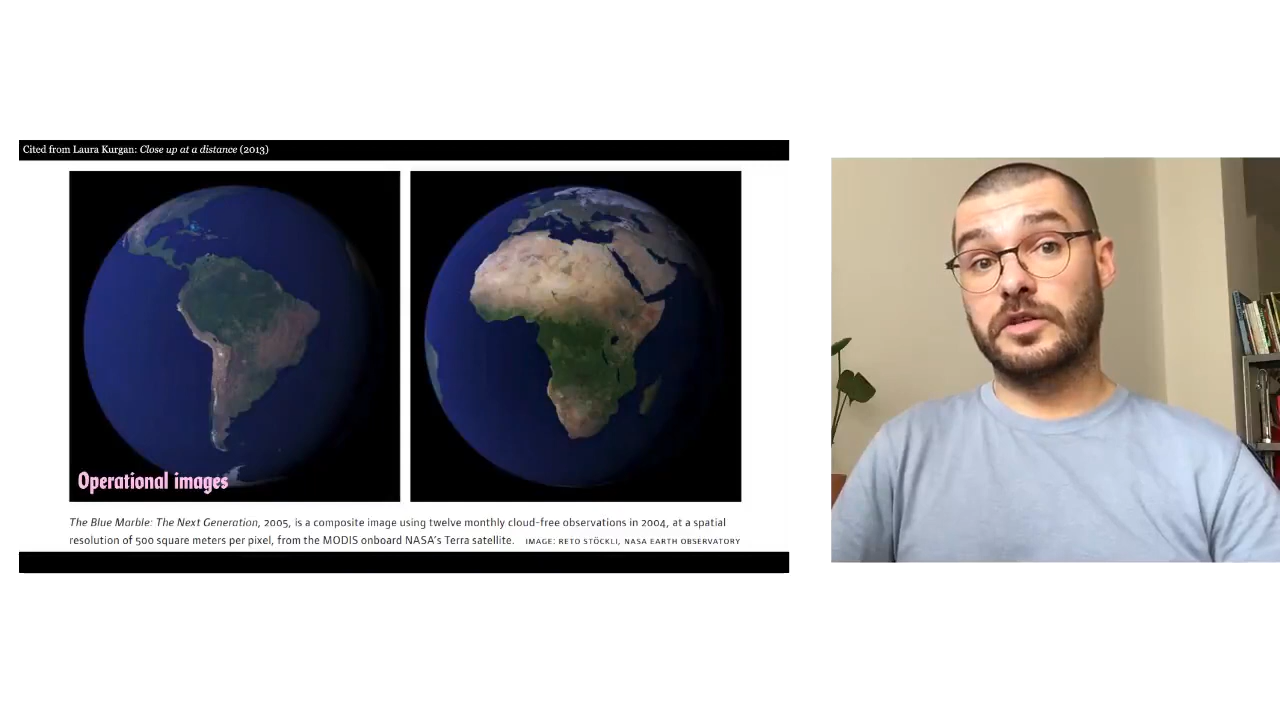 Cited from Laura Kurgan: Close up at a distance (2013)
Operational images
The Blue Marble: The Next Generation, 2005, is a composite image using twelve monthly cloud-free observations in 2004, at a spatial
resolution of 500 square meters per pixel, from the MODIS onboard NASA's Terra satellite. IMAGE: RETO STÖCKLI, NASA EARTH OBSERVATORY